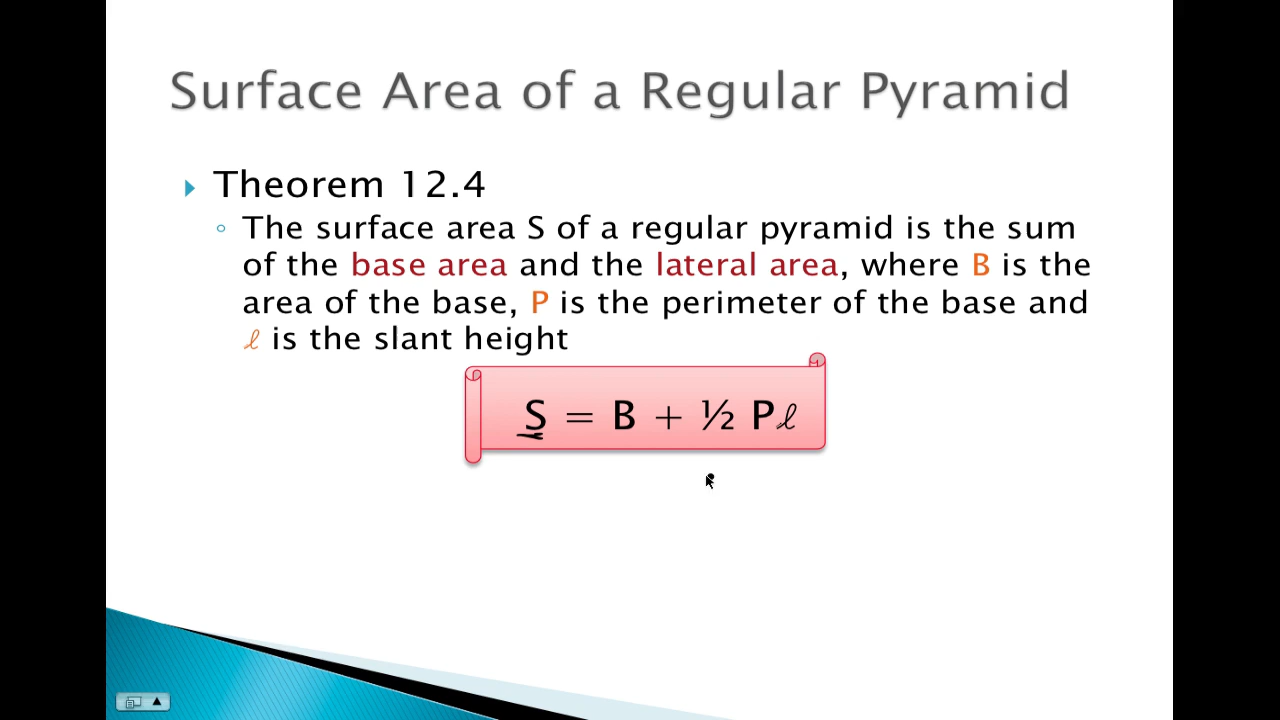 Surface Area of a Regular Pyramid
Theorem 12.4
The surface area S of a regular pyramid is the sum
of the base area and the lateral area, where B is the
area of the base, P is the perimeter of the base and
ℓ is the slant height
S = B + ½ Pℓ